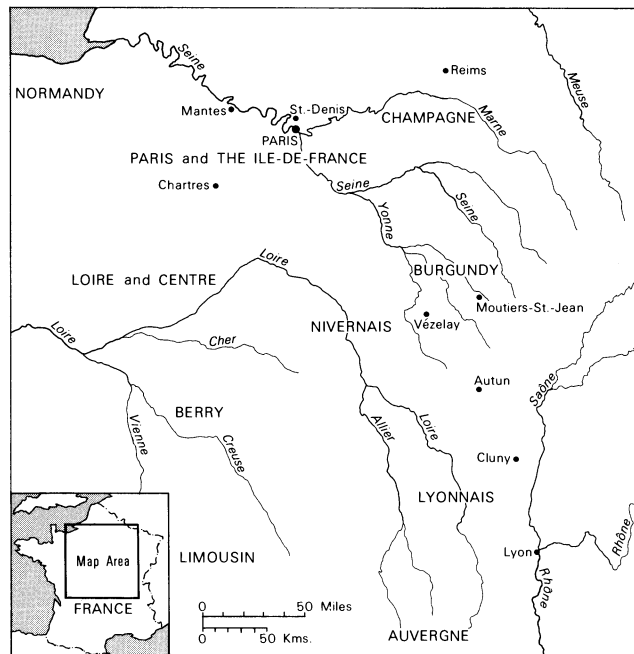 Seine
Reims
Meuse
NORMANDY
Mantes
St.-Denis
PARIS
CHAMPAGNE
Marne
PARIS and THE ILE-DE-FRANCE
Chartres
Seine
Seine
Yonne
Loire
BURGUNDY
LOIRE and CENTRE
Moutiers-St.-Jean
NIVERNAIS
Vézelay
Loire
Cher
Autun
Saône
BERRY
Allier
Loire
Vienne
Creuse
Cluny
LYONNAIS
Map Area
LIMOUSIN
Lyon
Rhône
Rhône
FRANCE
0 50 Miles
0 50 Kms.
AUVERGNE